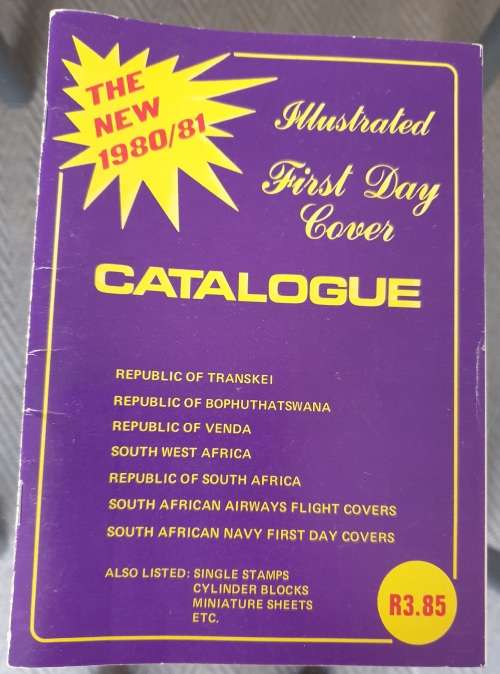 THE
NEW
1980/81
Illustrated
First Day
Cover
CATALOGUE
REPUBLIC OF TRANSKEI
REPUBLIC OF BOPHUTHATSWANA
REPUBLIC OF VENDA
SOUTH WEST AFRICA
REPUBLIC OF SOUTH AFRICA
SOUTH AFRICAN AIRWAYS FLIGHT COVERS
SOUTH AFRICAN NAVY FIRST DAY COVERS
ALSO LISTED: SINGLE STAMPS
CYLINDER BLOCKS
MINIATURE SHEETS
ETC.
R3.85